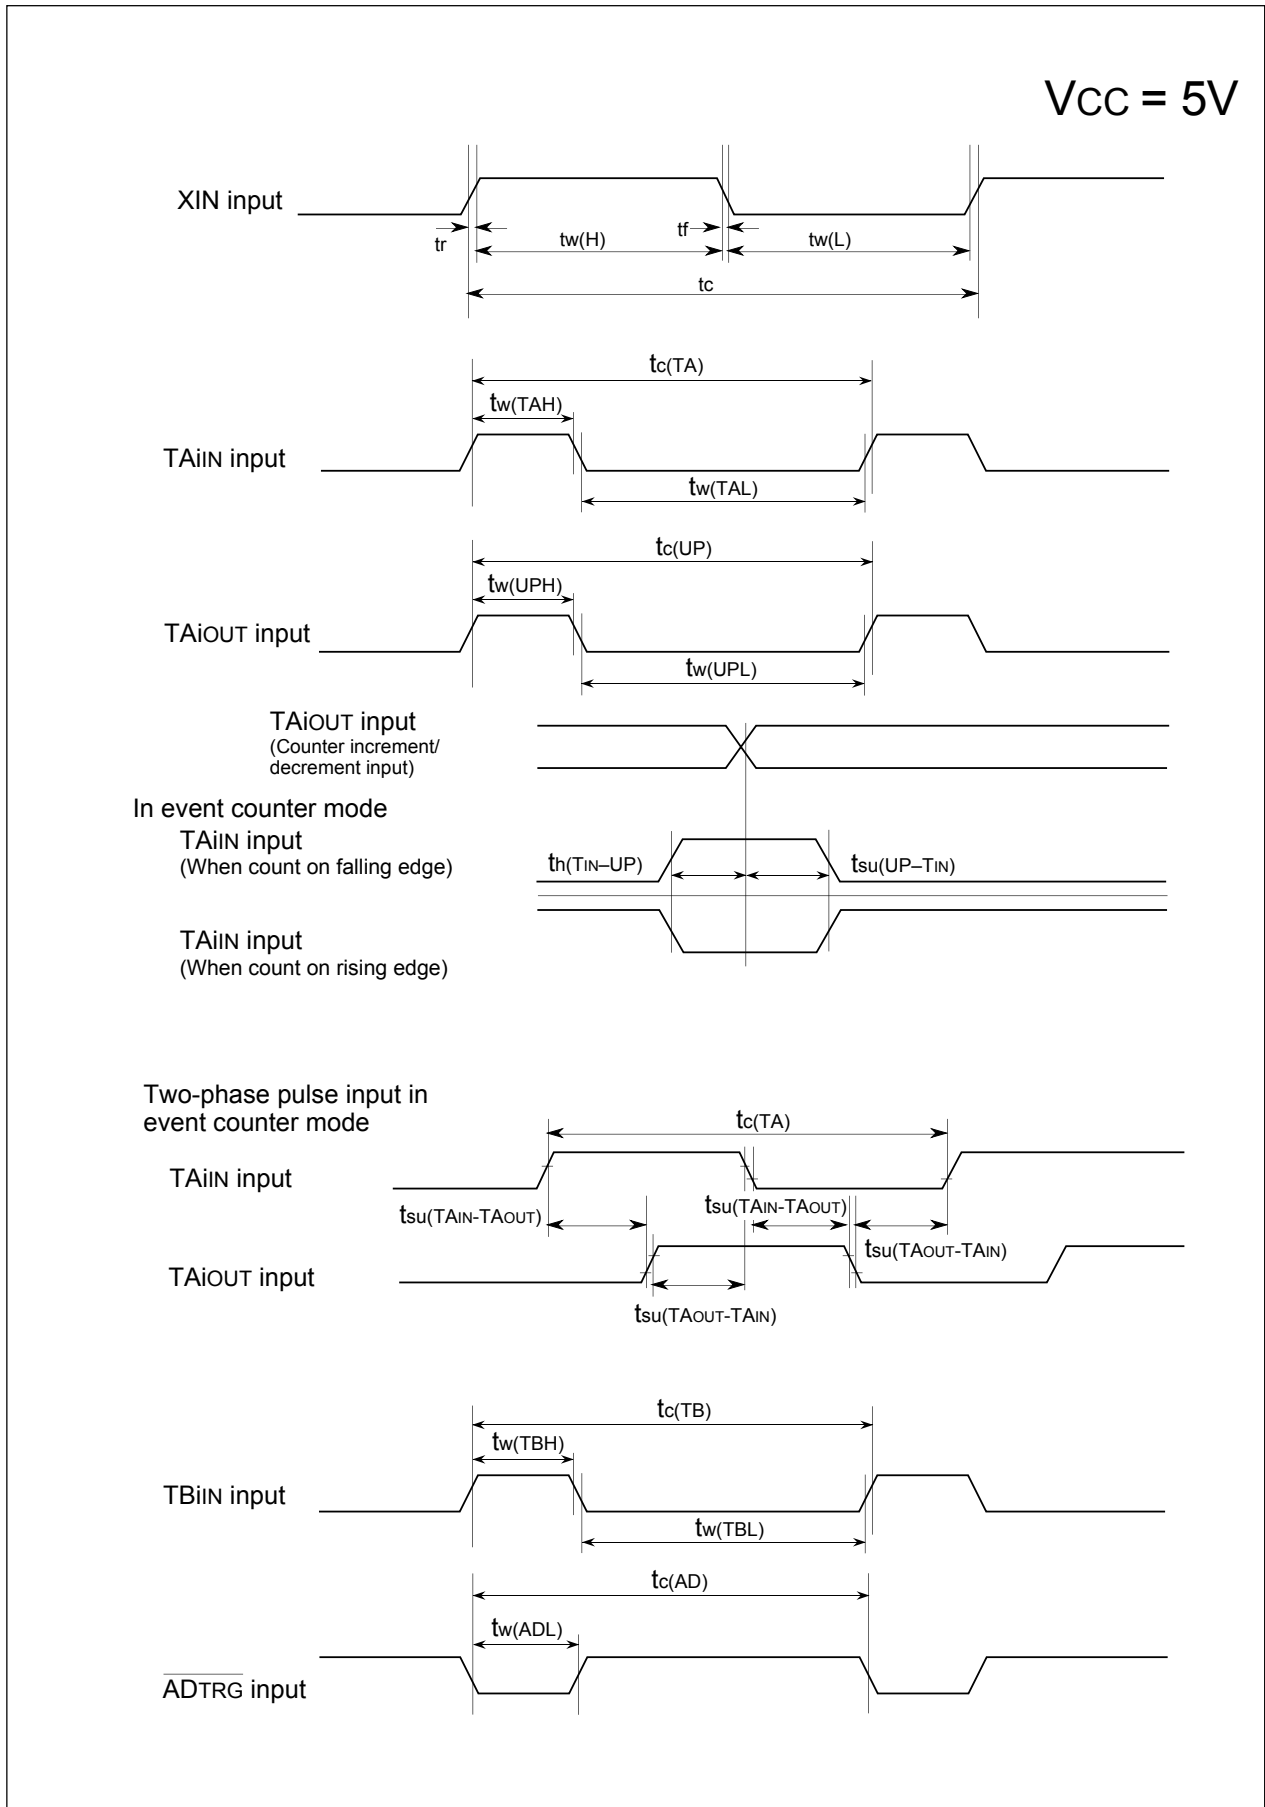 VCC = 5V
XIN input
tr
tw(H)
tf
tw(L)
tc
tc(TA)
tw(TAH)
TAiIN input
tw(TAL)
tc(UP)
tw(UPH)
TAiOUT input
tw(UPL)
TAiOUT input
(Counter increment/
decrement input)
In event counter mode
TAiIN input
(When count on falling edge)
th(TIN–UP)
tsu(UP–TIN)
TAiIN input
(When count on rising edge)
Two-phase pulse input in
event counter mode
tc(TA)
TAiIN input
tsu(TAIN-TAOUT)
tsu(TAIN-TAOUT)
tsu(TAOUT-TAIN)
TAiOUT input
tsu(TAOUT-TAIN)
tc(TB)
tw(TBH)
TBiIN input
tw(TBL)
tc(AD)
tw(ADL)
ADTRG input